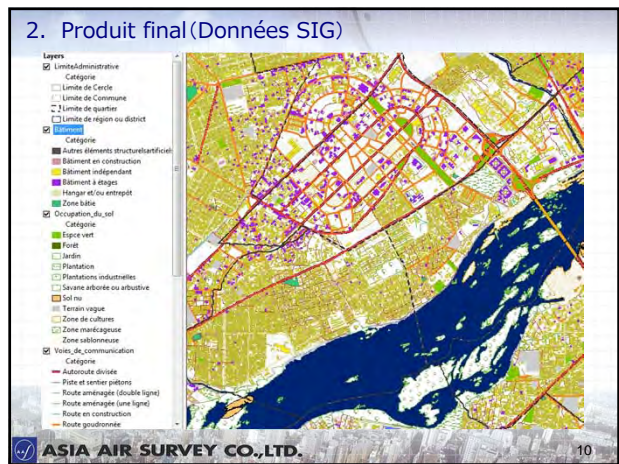 2. Produit final（Données SIG）
Layers
LimiteAdministrative
Catégorie
Limite de Cercle
Limite de Commune
Limite de quartier
Limite de région ou district
Bâtiment
Catégorie
Autres éléments structurelsartificiels
Bâtiment en construction
Bâtiment indépendant
Bâtiment à étages
Hangar et/ou entrepôt
Zone bâtie
Occupation_du_sol
Catégorie
Espce vert
Forêt
Jardin
Plantation
Plantations industrielles
Savane arborée ou arbustive
Sol nu
Terrain vague
Zone de cultures
Zone marécageuse
Zone sablonneuse
Voies_de_communication
Catégorie
Autoroute divisée
Piste et sentier piétons
Route aménagée (double ligne)
Route aménagée (une ligne)
Route en construction
Route goudronnée
ASIA AIR SURVEY CO.,LTD.
10